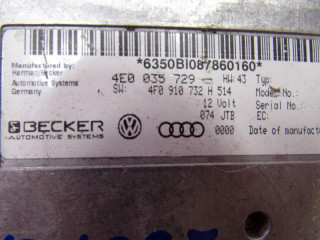 *6350BI087860160*
Manufactured by:
Harman/Becker
Automotive Systems
Germany
4E0 035 729 – HW: 43 Typ:
SW: 4F0 910 732 H 514 Model No.:
12 Volt Serial No.:
074 JTB EC:
BECKER
AUTOMOTIVE SYSTEMS
0000 Date of manufac